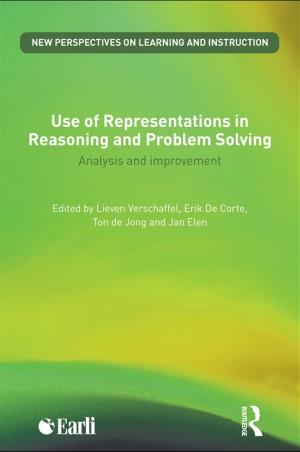 NEW PERSPECTIVES ON LEARNING AND INSTRUCTION
Use of Representations in
Reasoning and Problem Solving
Analysis and improvement
Edited by Lieven Verschaffel, Erik De Corte,
Ton de Jong and Jan Elen
Earli
ROUTLEDGE